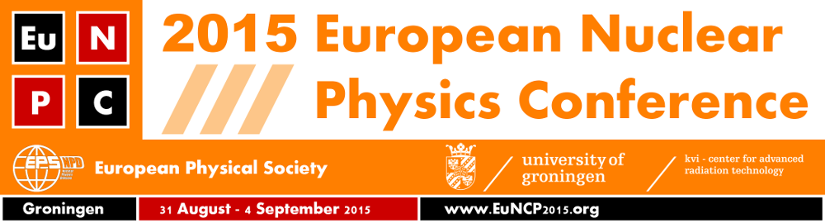 Eu N
P C
2015 European Nuclear
Physics Conference
EPS NPD
European Physical Society
university of
groningen
kvi - center for advanced
radiation technology
Groningen
31 August - 4 September 2015
www.EuNCP2015.org